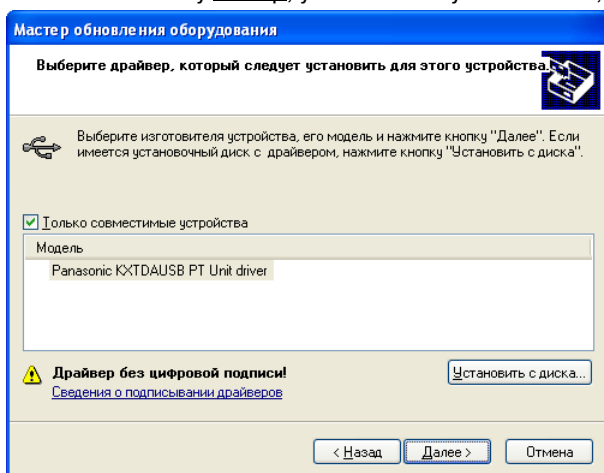 Мастер обновления оборудования
Выберите драйвер, который следует установить для этого устройства.
Выберите изготовителя устройства, его модель и нажмите кнопку "Далее". Если
имеется установочный диск с драйвером, нажмите кнопку "Установить с диска".
Только совместимые устройства
Модель
Panasonic KXTDAUSB PT Unit driver
Драйвер без цифровой подписи!
Сведения о подписывании драйверов
Установить с диска...
< Назад
Далее >
Отмена